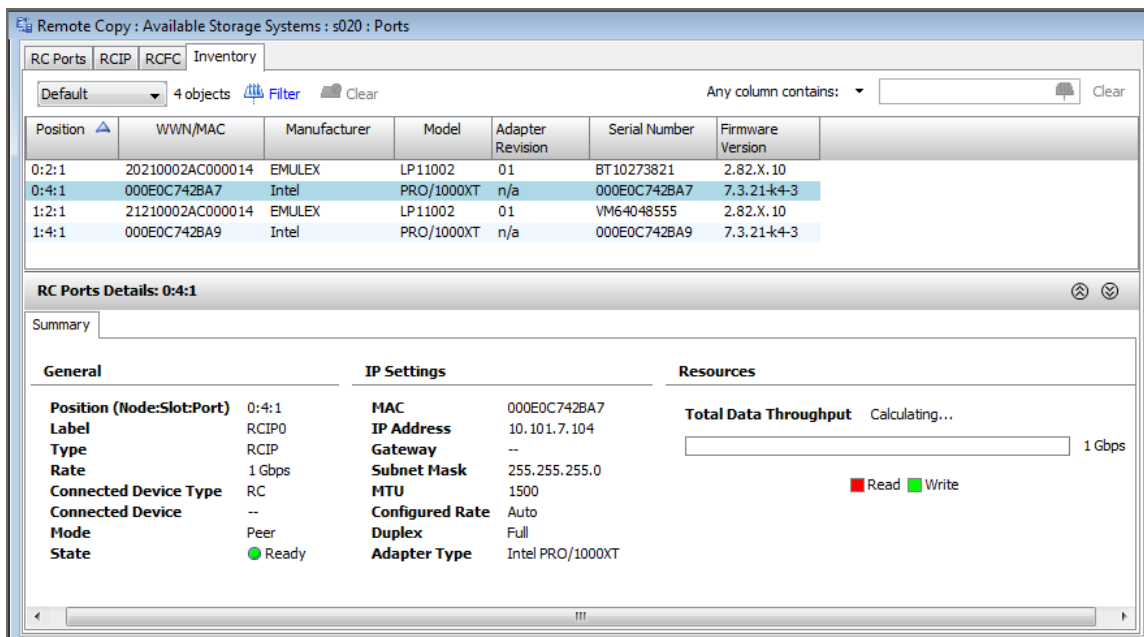 Remote Copy : Available Storage Systems : s020 : Ports
RC Ports RCIP RCFC Inventory
Default 4 objects Filter Clear Any column contains: Clear
Position WWN/MAC Manufacturer Model Adapter Revision Serial Number Firmware Version
0:2:1 20210002AC000014 EMULEX LP11002 01 BT10273821 2.82.X.10
0:4:1 000E0C742BA7 Intel PRO/1000XT n/a 000E0C742BA7 7.3.21-k4-3
1:2:1 21210002AC000014 EMULEX LP11002 01 VM64048555 2.82.X.10
1:4:1 000E0C742BA9 Intel PRO/1000XT n/a 000E0C742BA9 7.3.21-k4-3
RC Ports Details: 0:4:1
Summary
General
Position (Node:Slot:Port) 0:4:1
Label RCIP0
Type RCIP
Rate 1 Gbps
Connected Device Type RC
Connected Device --
Mode Peer
State Ready
IP Settings
MAC 000E0C742BA7
IP Address 10.101.7.104
Gateway --
Subnet Mask 255.255.255.0
MTU 1500
Configured Rate Auto
Duplex Full
Adapter Type Intel PRO/1000XT
Resources
Total Data Throughput Calculating...
1 Gbps
Read Write